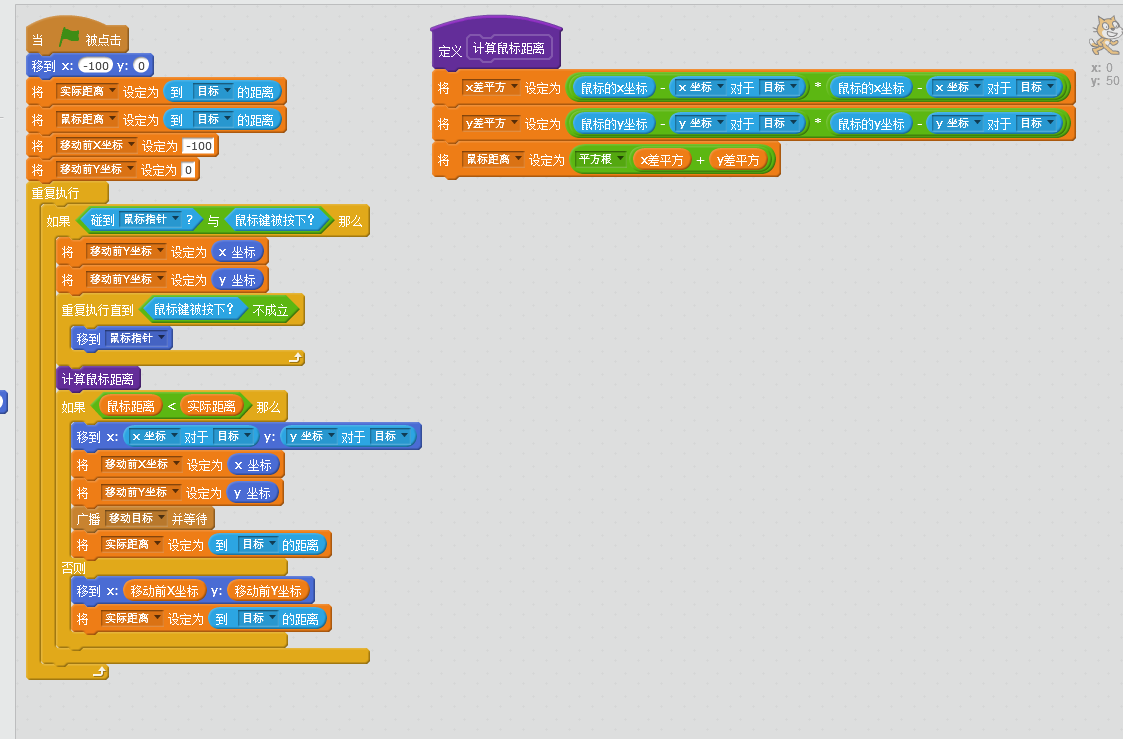 当 被点击
移到 x: -100 y: 0
将 实际距离 设定为 到 目标 的距离
将 鼠标距离 设定为 到 目标 的距离
将 移动前X坐标 设定为 -100
将 移动前Y坐标 设定为 0
重复执行
如果 碰到 鼠标指针 ? 与 鼠标键被按下? 那么
将 移动前Y坐标 设定为 x 坐标
将 移动前Y坐标 设定为 y 坐标
重复执行直到 鼠标键被按下? 不成立
移到 鼠标指针
计算鼠标距离
如果 鼠标距离 < 实际距离 那么
移到 x: x 坐标 对于 目标 y: y 坐标 对于 目标
将 移动前X坐标 设定为 x 坐标
将 移动前Y坐标 设定为 y 坐标
广播 移动目标 并等待
将 实际距离 设定为 到 目标 的距离
否则
移到 x: 移动前X坐标 y: 移动前Y坐标
将 实际距离 设定为 到 目标 的距离
定义 计算鼠标距离
将 x差平方 设定为 鼠标的x坐标 - x 坐标 对于 目标 * 鼠标的x坐标 - x 坐标 对于 目标
将 y差平方 设定为 鼠标的y坐标 - y 坐标 对于 目标 * 鼠标的y坐标 - y 坐标 对于 目标
将 鼠标距离 设定为 平方根 x差平方 + y差平方
x: 0
y: 50